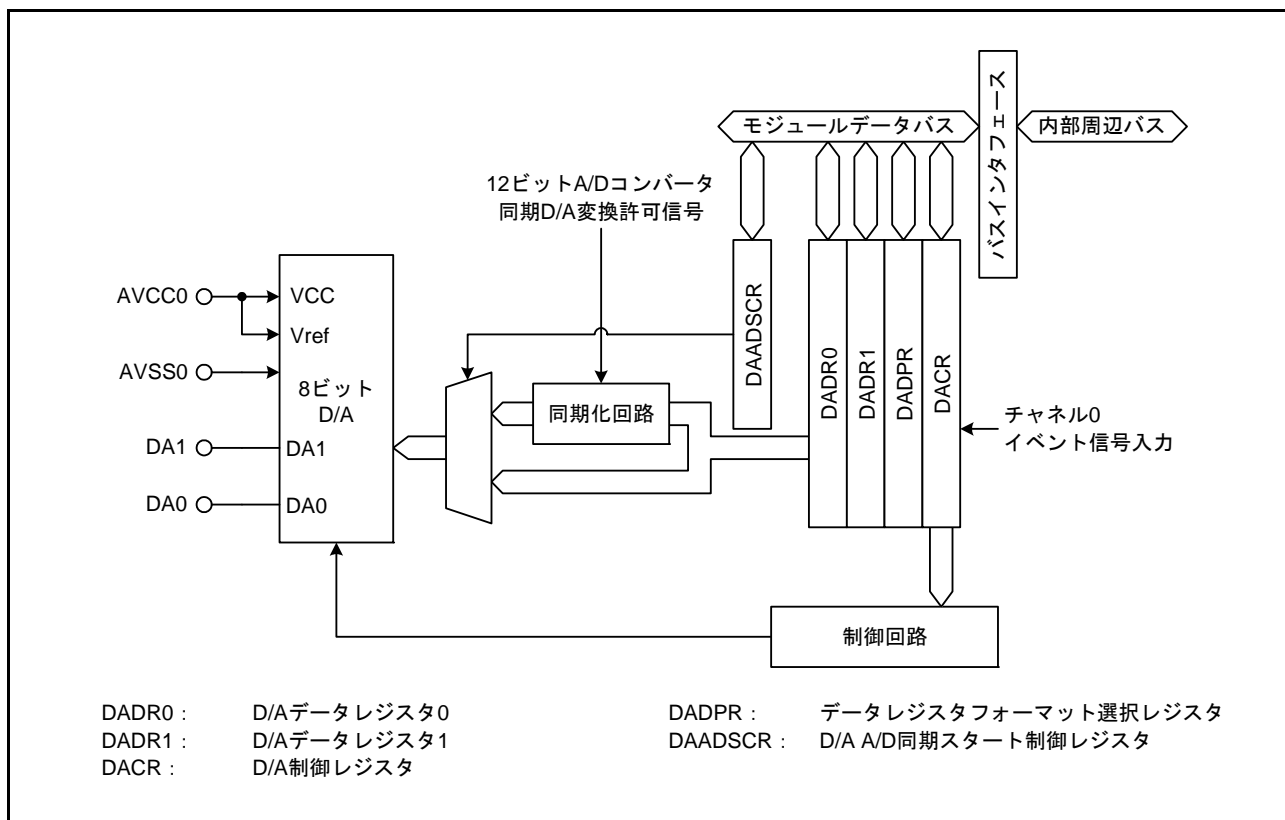 モジュールデータバス
バスインタフェース
内部周辺バス
12ビットA/Dコンバータ
同期D/A変換許可信号
AVCC0
VCC
Vref
AVSS0
8ビット
D/A
DA1
DA1
DA0
DA0
同期化回路
DAADSCR
DADR0
DADR1
DADPR
DACR
チャネル0
イベント信号入力
制御回路
DADR0： D/Aデータレジスタ0
DADR1： D/Aデータレジスタ1
DACR： D/A制御レジスタ
DADPR： データレジスタフォーマット選択レジスタ
DAADSCR： D/A A/D同期スタート制御レジスタ